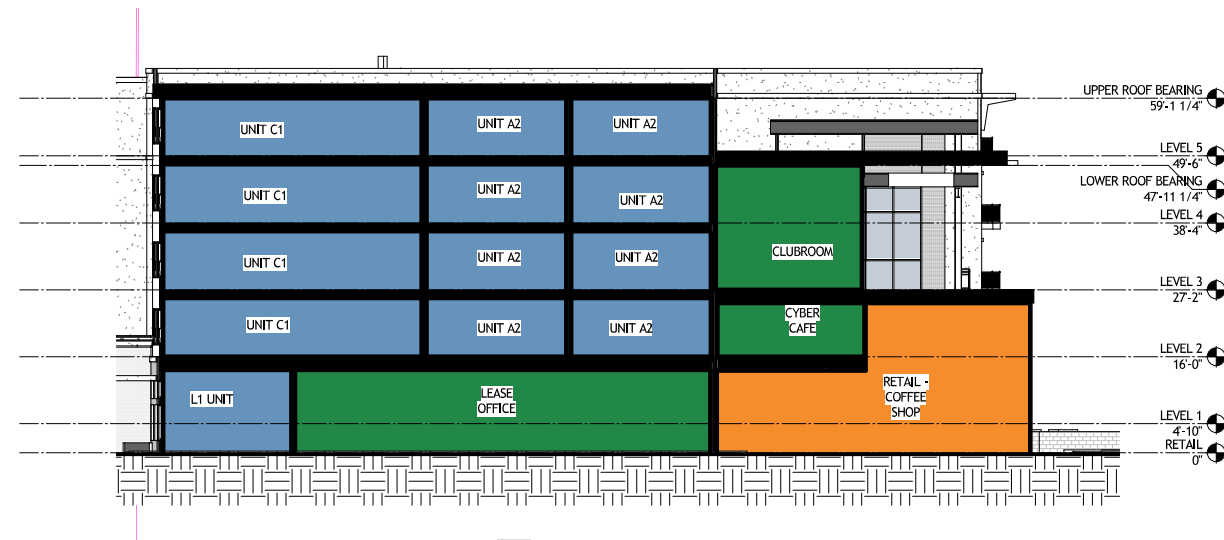 UPPER ROOF BEARING
59'-1 1/4"
UNIT C1
UNIT A2
UNIT A2
LEVEL 5
49'-6"
LOWER ROOF BEARING
47'-11 1/4"
UNIT C1
UNIT A2
UNIT A2
LEVEL 4
38'-4"
UNIT C1
UNIT A2
UNIT A2
CLUBROOM
LEVEL 3
27'-2"
UNIT C1
UNIT A2
UNIT A2
CYBER
CAFE
LEVEL 2
16'-0"
L1 UNIT
LEASE
OFFICE
RETAIL -
COFFEE
SHOP
LEVEL 1
4'-10"
RETAIL
0"